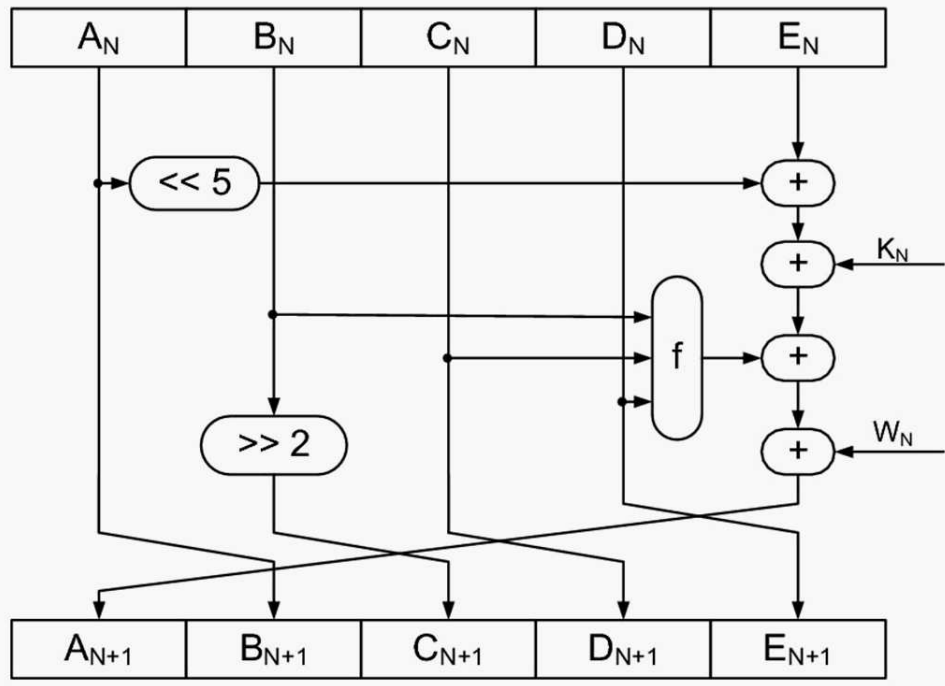 A_N B_N C_N D_N E_N
<< 5 +
+ K_N
f +
>> 2 + W_N
A_N+1 B_N+1 C_N+1 D_N+1 E_N+1